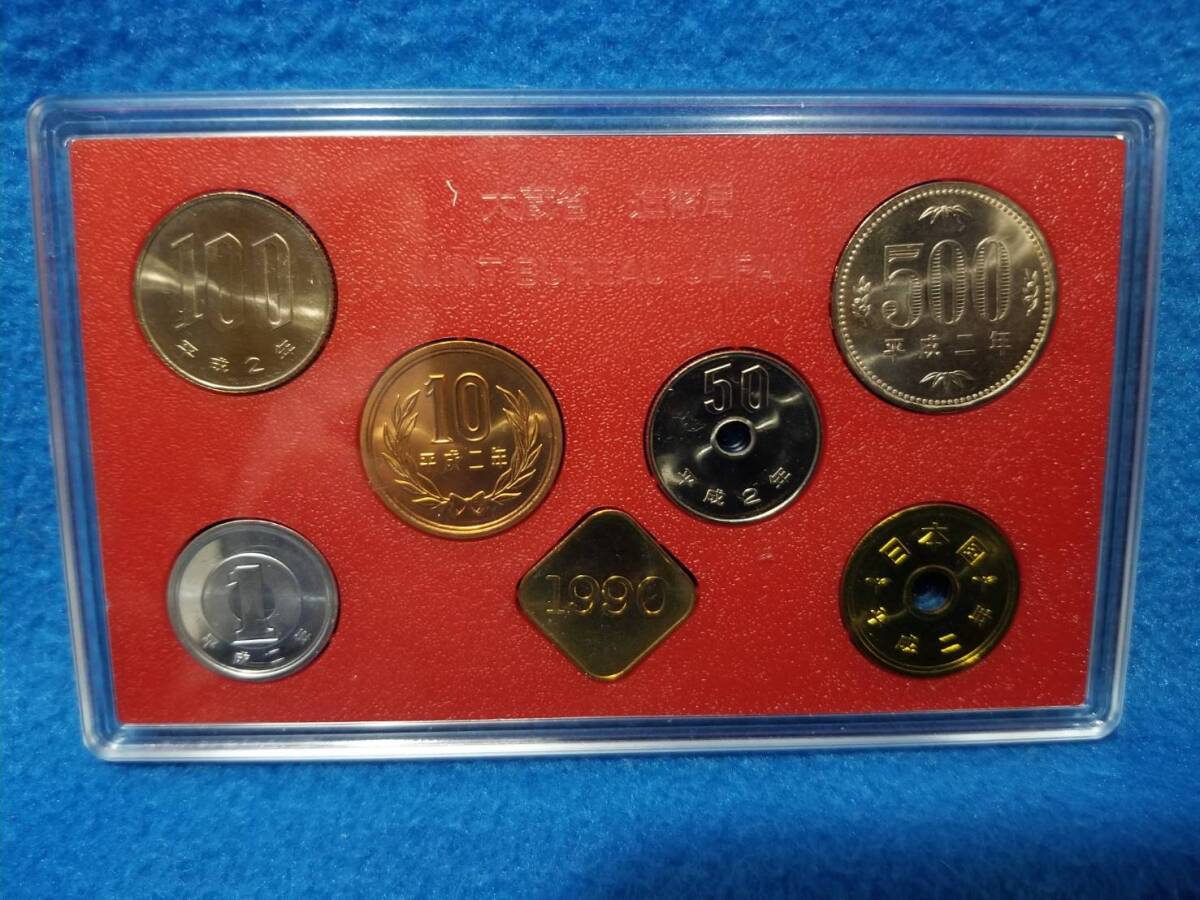 大蔵省 造幣局
MINT BUREAU JAPAN
100
平成2年
500
平成二年
10
平成二年
50
平成2年
1
平成二年
1990
日本国
平成二年